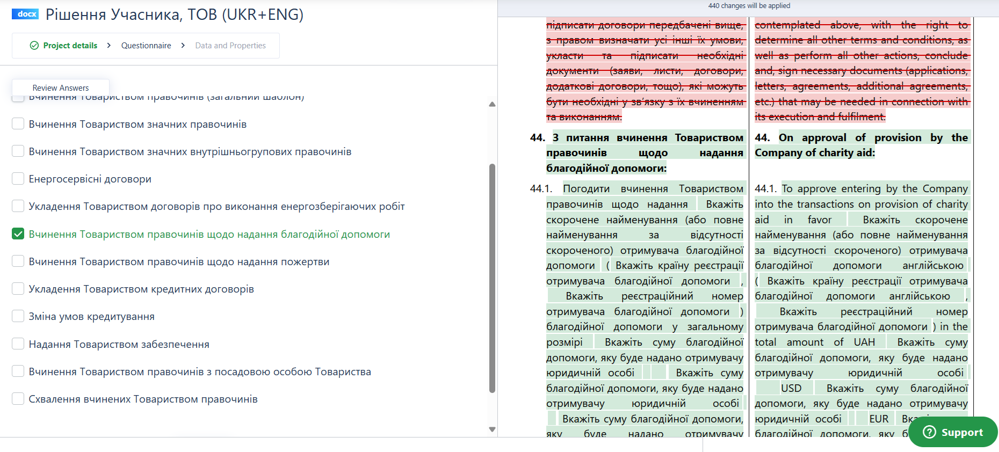 docx Рішення Учасника, ТОВ (UKR+ENG)
Project details > Questionnaire > Data and Properties
Review Answers
Вчинення Товариством правочинів (загальний шаблон)
Вчинення Товариством значних правочинів
Вчинення Товариством значних внутрішньогрупових правочинів
Енергосервісні договори
Укладення Товариством договорів про виконання енергозберігаючих робіт
Вчинення Товариством правочинів щодо надання благодійної допомоги
Вчинення Товариством правочинів щодо надання пожертви
Укладення Товариством кредитних договорів
Зміна умов кредитування
Надання Товариством забезпечення
Вчинення Товариством правочинів з посадовою особою Товариства
Схвалення вчинених Товариством правочинів
440 changes will be applied
підписати договори передбачені вище,
з правом визначати усі інші їх умови,
укласти та підписати необхідні
документи (заяви, листи, договори,
додаткові договори, тощо), які можуть
бути необхідні у зв’язку з їх вчиненням
та виконанням.
44. З питання вчинення Товариством
правочинів щодо надання
благодійної допомоги:
44.1. Погодити вчинення Товариством
правочинів щодо надання Вкажіть
скорочене найменування (або повне
найменування за відсутності
скороченого) отримувача благодійної
допомоги ( Вкажіть країну реєстрації
отримувача благодійної допомоги ,
Вкажіть реєстраційний номер
отримувача благодійної допомоги )
благодійної допомоги у загальному
розмірі Вкажіть суму благодійної
допомоги, яку буде надано отримувачу
юридичній особі Вкажіть суму
благодійної допомоги, яку буде надано
отримувачу юридичній особі
Вкажіть суму благодійної допомоги,
яку буде надано отримувачу
contemplated above, with the right to
determine all other terms and conditions, as
well as perform all other actions, conclude
and, sign necessary documents (applications,
letters, agreements, additional agreements,
etc.) that may be needed in connection with
its execution and fulfilment.
44. On approval of provision by the
Company of charity aid:
44.1. To approve entering by the Company
into the transactions on provision of charity
aid in favor Вкажіть скорочене
найменування (або повне найменування
за відсутності скороченого) отримувача
благодійної допомоги англійською
( Вкажіть країну реєстрації отримувача
благодійної допомоги англійською ,
Вкажіть реєстраційний номер
отримувача благодійної допомоги ) in the
total amount of UAH Вкажіть суму
благодійної допомоги, яку буде надано
отримувачу юридичній особі
USD Вкажіть суму благодійної
допомоги, яку буде надано отримувачу
юридичній особі EUR
благодійної допомоги, яку
Support